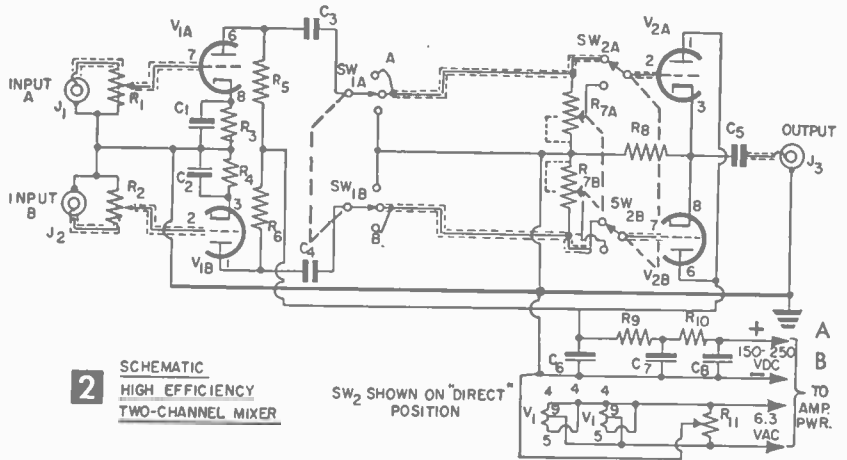 V1A
6
7
8
C3
INPUT
A
J1
R1
C1
R3
R5
SW
1A
A
C2
R4
INPUT
B
J2
R2
2
3
V1B
1
R6
C4
SW1B
B
SW2A
V2A
1
2
3
R7A
R8
C5
OUTPUT
J3
R
7B
SW
2B
7
8
V2B
6
R9
R10
+
A
150-250
VDC
B
-
C6
C7
C8
TO
AMP.
PWR.
2
SCHEMATIC
HIGH EFFICIENCY
TWO-CHANNEL MIXER
SW2 SHOWN ON "DIRECT"
POSITION
4
4
4
V1
9
V1
9
5
5
R11
6.3
VAC